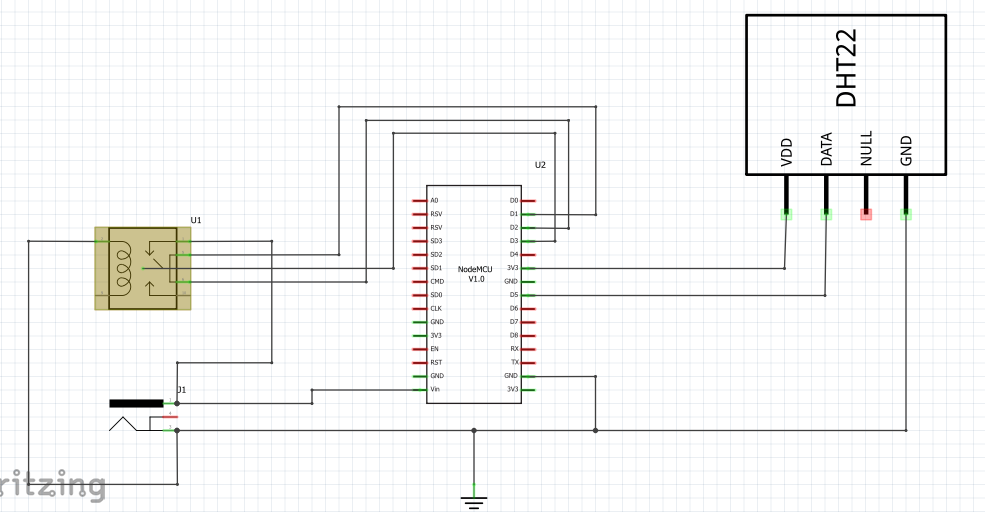 DHT22
VDD
DATA
NULL
GND
U2
U1
A0
RSV
RSV
SD3
SD2
SD1
CMD
SD0
CLK
GND
3V3
EN
RST
GND
Vin
NodeMCU
V1.0
D0
D1
D2
D3
D4
3V3
GND
D5
D6
D7
D8
RX
TX
GND
3V3
J1
ritzing